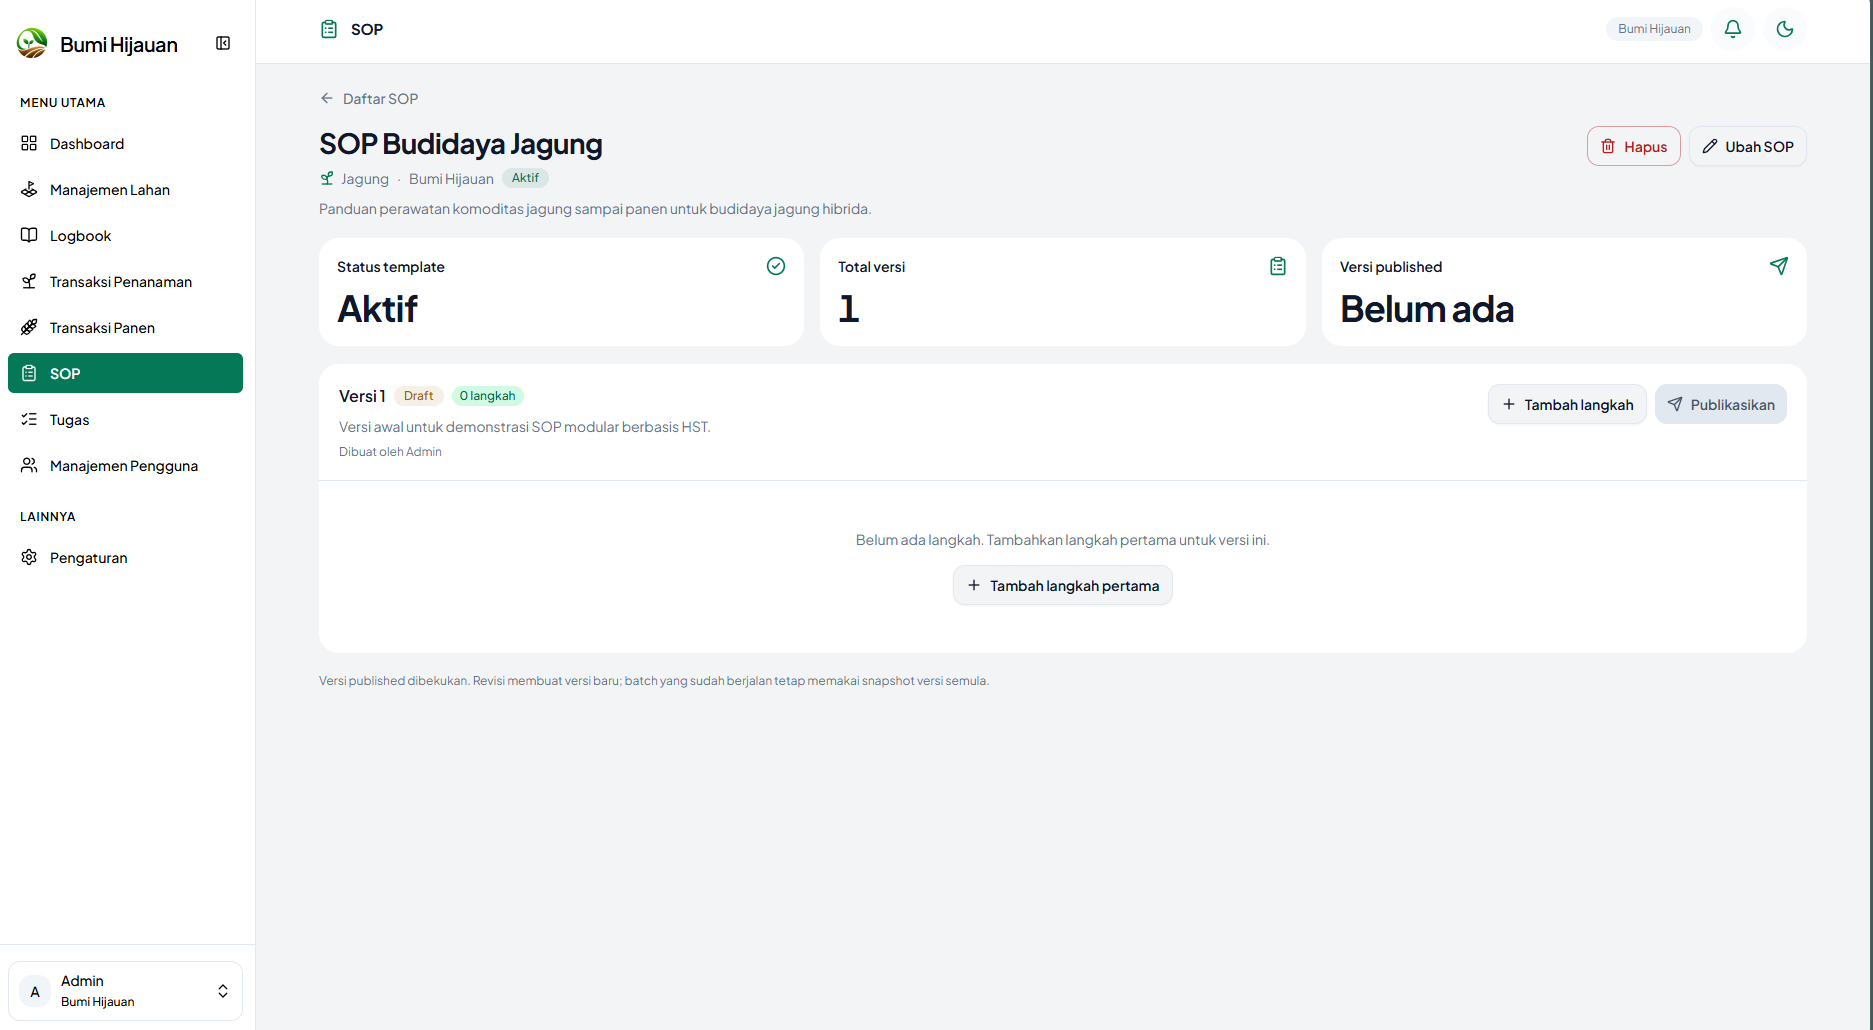 Bumi Hijauan
MENU UTAMA
Dashboard
Manajemen Lahan
Logbook
Transaksi Penanaman
Transaksi Panen
SOP
Tugas
Manajemen Pengguna
LAINNYA
Pengaturan
A
Admin
Bumi Hijauan
SOP
Bumi Hijauan
Daftar SOP
SOP Budidaya Jagung
Hapus
Ubah SOP
Jagung · Bumi Hijauan Aktif
Panduan perawatan komoditas jagung sampai panen untuk budidaya jagung hibrida.
Status template
Aktif
Total versi
1
Versi published
Belum ada
Versi 1 Draft 0 langkah
Versi awal untuk demonstrasi SOP modular berbasis HST.
Dibuat oleh Admin
Tambah langkah
Publikasikan
Belum ada langkah. Tambahkan langkah pertama untuk versi ini.
Tambah langkah pertama
Versi published dibekukan. Revisi membuat versi baru; batch yang sudah berjalan tetap memakai snapshot versi semula.